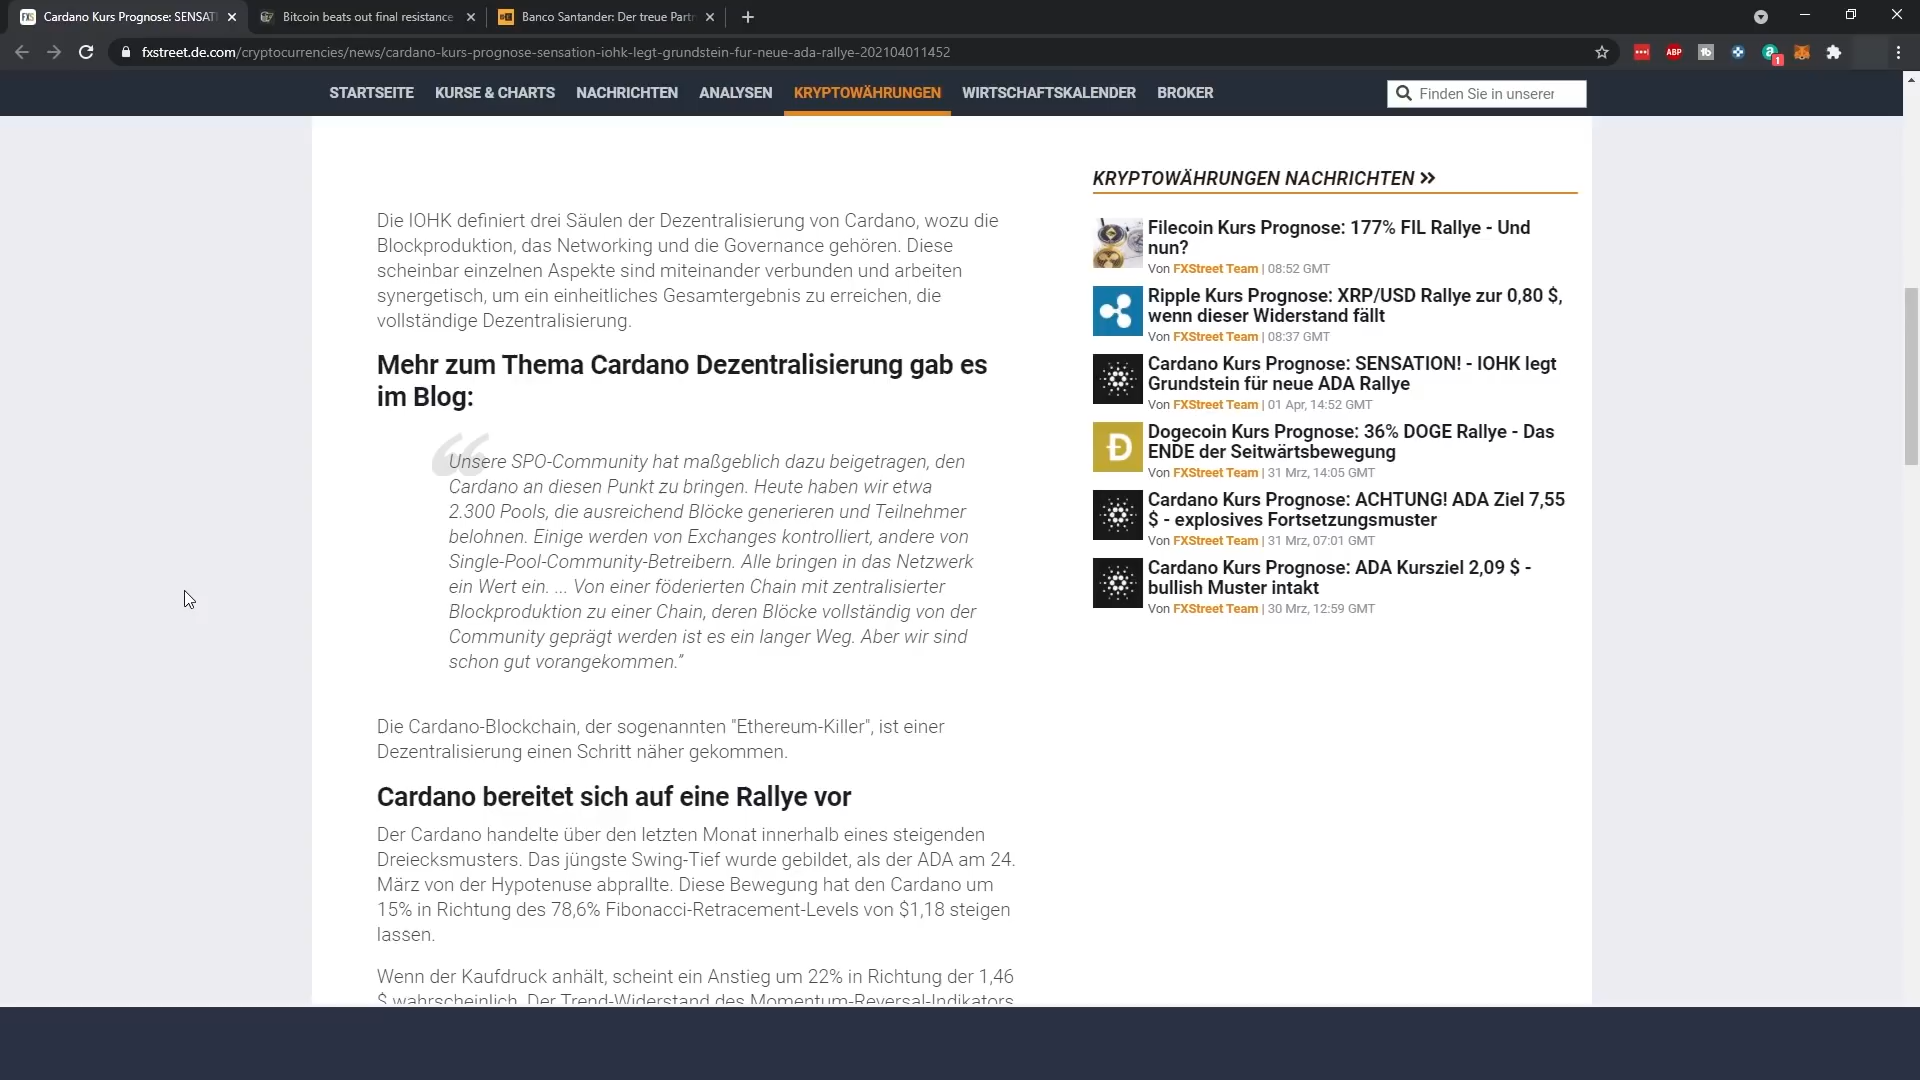 Cardano Kurs Prognose: SENSATI
Bitcoin beats out final resistance
Banco Santander: Der treue Partn
fxstreet.de.com/cryptocurrencies/news/cardano-kurs-prognose-sensation-iohk-legt-grundstein-fur-neue-ada-rallye-202104011452
ABP
1
STARTSEITE KURSE & CHARTS NACHRICHTEN ANALYSEN KRYPTOWÄHRUNGEN WIRTSCHAFTSKALENDER BROKER
Finden Sie in unserer
Die IOHK definiert drei Säulen der Dezentralisierung von Cardano, wozu die
Blockproduktion, das Networking und die Governance gehören. Diese
scheinbar einzelnen Aspekte sind miteinander verbunden und arbeiten
synergetisch, um ein einheitliches Gesamtergebnis zu erreichen, die
vollständige Dezentralisierung.
Mehr zum Thema Cardano Dezentralisierung gab es
im Blog:
“
Unsere SPO-Community hat maßgeblich dazu beigetragen, den
Cardano an diesen Punkt zu bringen. Heute haben wir etwa
2.300 Pools, die ausreichend Blöcke generieren und Teilnehmer
belohnen. Einige werden von Exchanges kontrolliert, andere von
Single-Pool-Community-Betreibern. Alle bringen in das Netzwerk
ein Wert ein. ... Von einer föderierten Chain mit zentralisierter
Blockproduktion zu einer Chain, deren Blöcke vollständig von der
Community geprägt werden ist es ein langer Weg. Aber wir sind
schon gut vorangekommen.”
Die Cardano-Blockchain, der sogenannten "Ethereum-Killer", ist einer
Dezentralisierung einen Schritt näher gekommen.
Cardano bereitet sich auf eine Rallye vor
Der Cardano handelte über den letzten Monat innerhalb eines steigenden
Dreiecksmusters. Das jüngste Swing-Tief wurde gebildet, als der ADA am 24.
März von der Hypotenuse abprallte. Diese Bewegung hat den Cardano um
15% in Richtung des 78,6% Fibonacci-Retracement-Levels von $1,18 steigen
lassen.
Wenn der Kaufdruck anhält, scheint ein Anstieg um 22% in Richtung der 1,46
$ wahrscheinlich. Der Trend-Widerstand des Momentum-Reversal-Indikators
KRYPTOWÄHRUNGEN NACHRICHTEN »
Filecoin Kurs Prognose: 177% FIL Rallye - Und
nun?
Von FXStreet Team | 08:52 GMT
Ripple Kurs Prognose: XRP/USD Rallye zur 0,80 $,
wenn dieser Widerstand fällt
Von FXStreet Team | 08:37 GMT
Cardano Kurs Prognose: SENSATION! - IOHK legt
Grundstein für neue ADA Rallye
Von FXStreet Team | 01 Apr, 14:52 GMT
Dogecoin Kurs Prognose: 36% DOGE Rallye - Das
ENDE der Seitwärtsbewegung
Von FXStreet Team | 31 Mrz, 14:05 GMT
Cardano Kurs Prognose: ACHTUNG! ADA Ziel 7,55
$ - explosives Fortsetzungsmuster
Von FXStreet Team | 31 Mrz, 07:01 GMT
Cardano Kurs Prognose: ADA Kursziel 2,09 $ -
bullish Muster intakt
Von FXStreet Team | 30 Mrz, 12:59 GMT